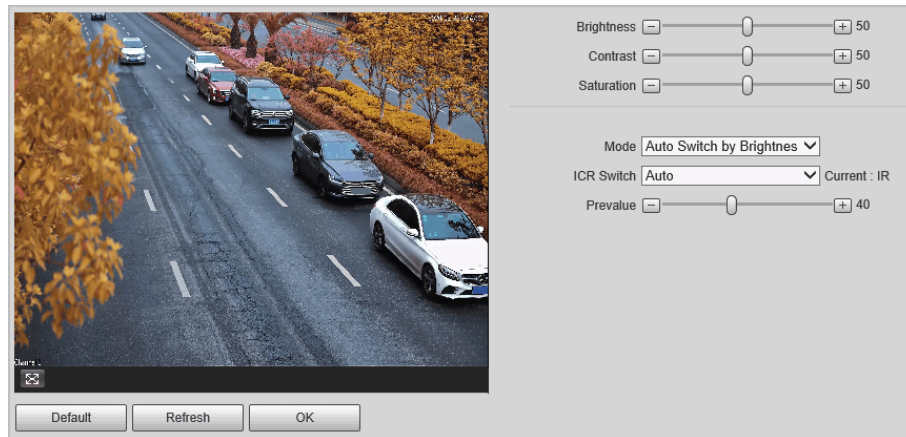 Brightness 50
Contrast 50
Saturation 50
Mode Auto Switch by Brightnes
ICR Switch Auto Current : IR
Prevalue 40
Default Refresh OK